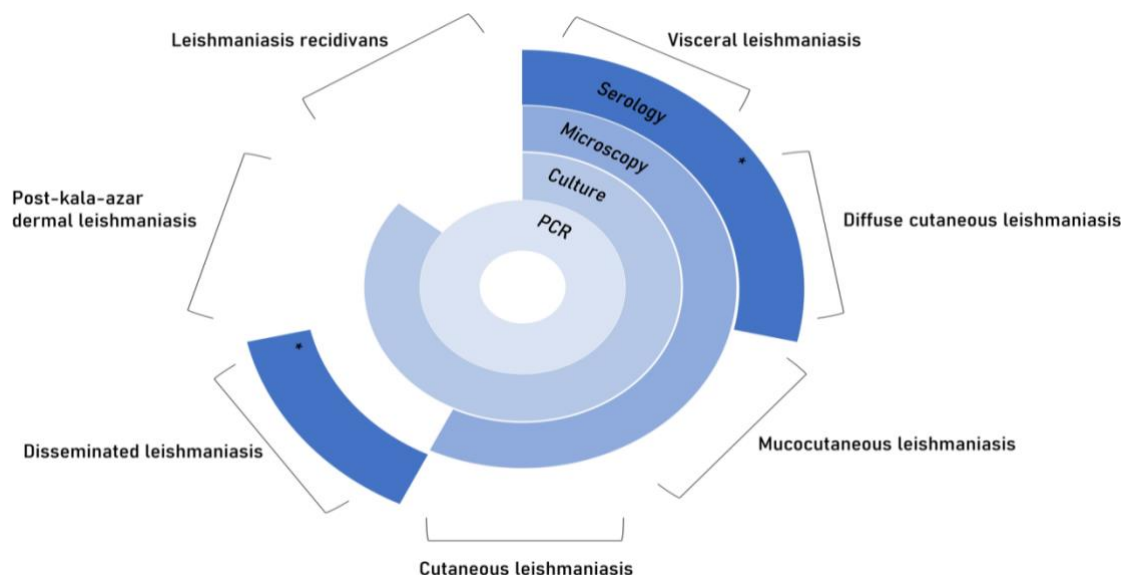 Leishmaniasis recidivans
Visceral leishmaniasis
Serology
Microscopy
Culture
PCR
*
Post-kala-azar
dermal leishmaniasis
Diffuse cutaneous leishmaniasis
*
Disseminated leishmaniasis
Mucocutaneous leishmaniasis
Cutaneous leishmaniasis